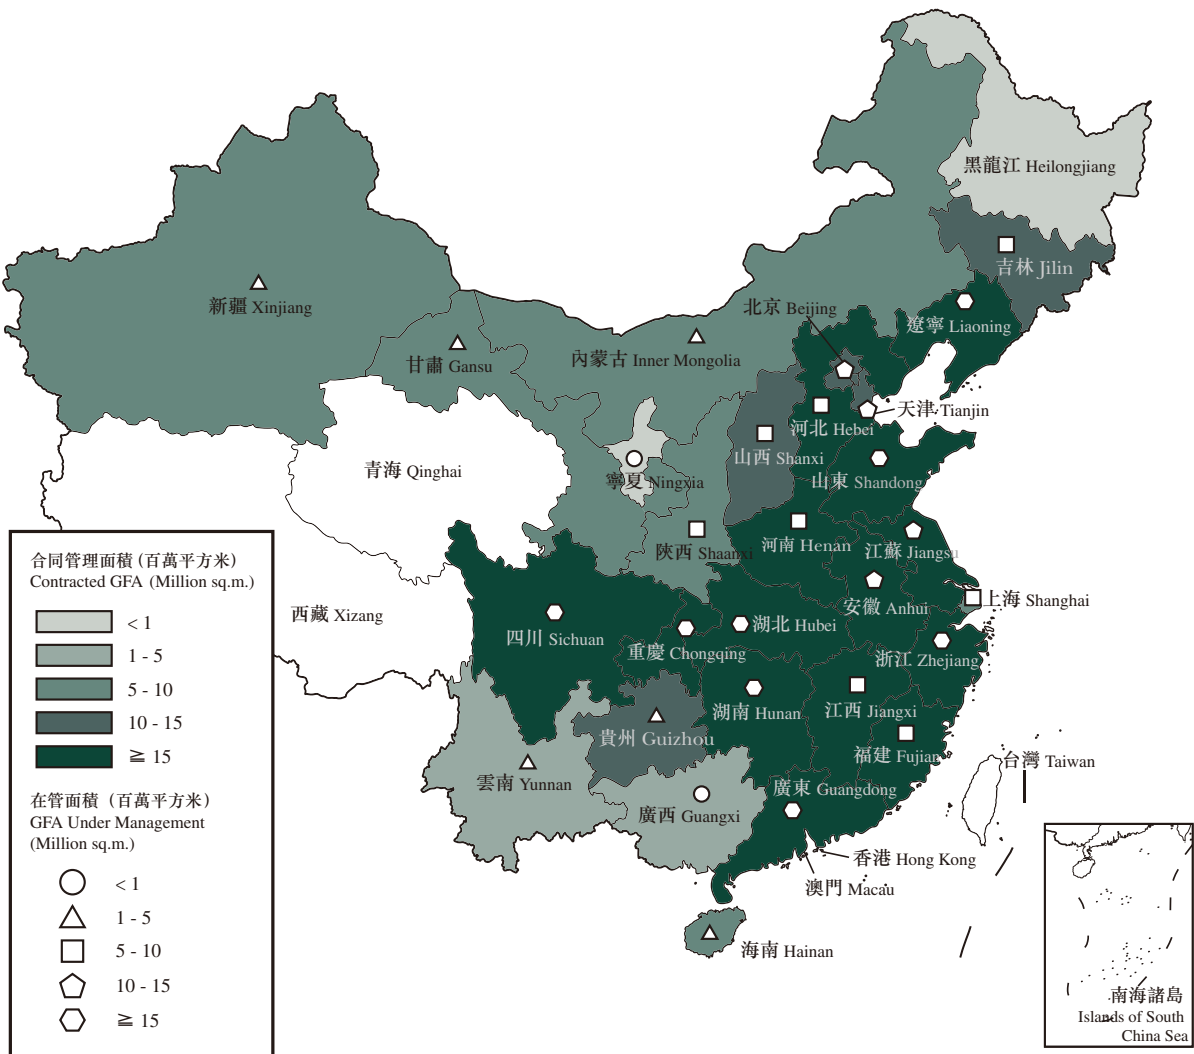 黑龍江 Heilongjiang
吉林 Jilin
新疆 Xinjiang
北京 Beijing
遼寧 Liaoning
甘肅 Gansu
內蒙古 Inner Mongolia
天津 Tianjin
河北 Hebei
山西 Shanxi
青海 Qinghai
寧夏 Ningxia
山東 Shandong
陝西 Shaanxi
河南 Henan
江蘇 Jiangsu
西藏 Xizang
安徽 Anhui
上海 Shanghai
四川 Sichuan
重慶 Chongqing
湖北 Hubei
浙江 Zhejiang
湖南 Hunan
江西 Jiangxi
貴州 Guizhou
福建 Fujian
台灣 Taiwan
雲南 Yunnan
廣西 Guangxi
廣東 Guangdong
香港 Hong Kong
澳門 Macau
海南 Hainan
合同管理面積 (百萬平方米)
Contracted GFA (Million sq.m.)
< 1
1 - 5
5 - 10
10 - 15
≧ 15
在管面積 (百萬平方米)
GFA Under Management
(Million sq.m.)
< 1
1 - 5
5 - 10
10 - 15
≧ 15
南海諸島
Islands of South
China Sea